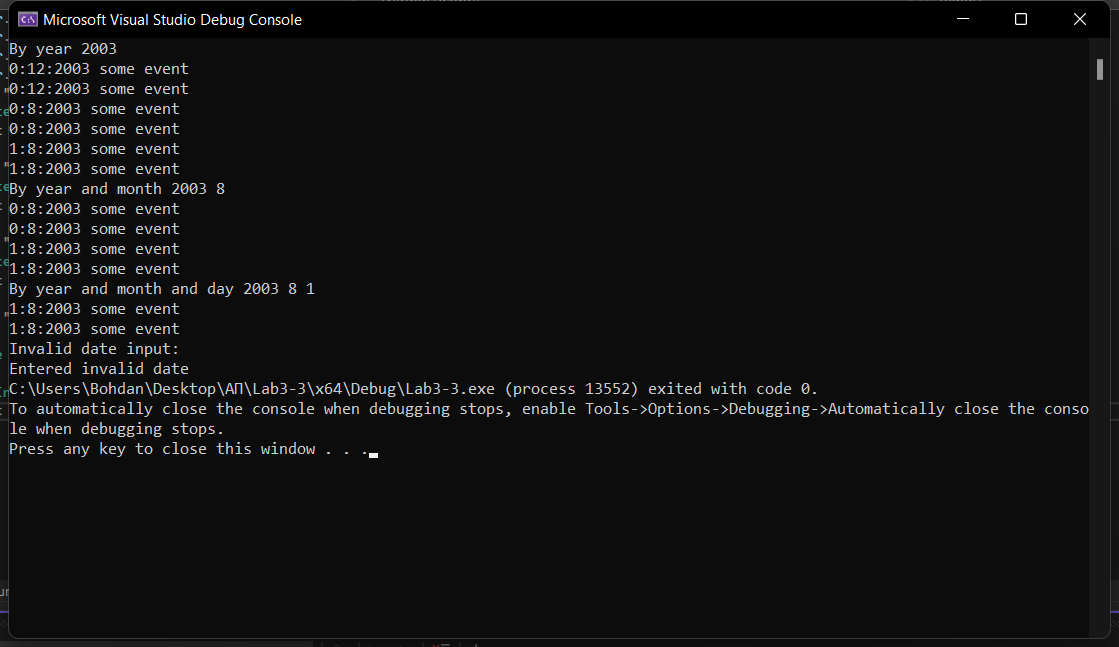 Microsoft Visual Studio Debug Console
By year 2003
0:12:2003 some event
0:12:2003 some event
0:8:2003 some event
0:8:2003 some event
1:8:2003 some event
1:8:2003 some event
By year and month 2003 8
0:8:2003 some event
0:8:2003 some event
1:8:2003 some event
1:8:2003 some event
By year and month and day 2003 8 1
1:8:2003 some event
1:8:2003 some event
Invalid date input:
Entered invalid date
C:\Users\Bohdan\Desktop\АП\Lab3-3\x64\Debug\Lab3-3.exe (process 13552) exited with code 0.
To automatically close the console when debugging stops, enable Tools->Options->Debugging->Automatically close the conso
le when debugging stops.
Press any key to close this window . . .